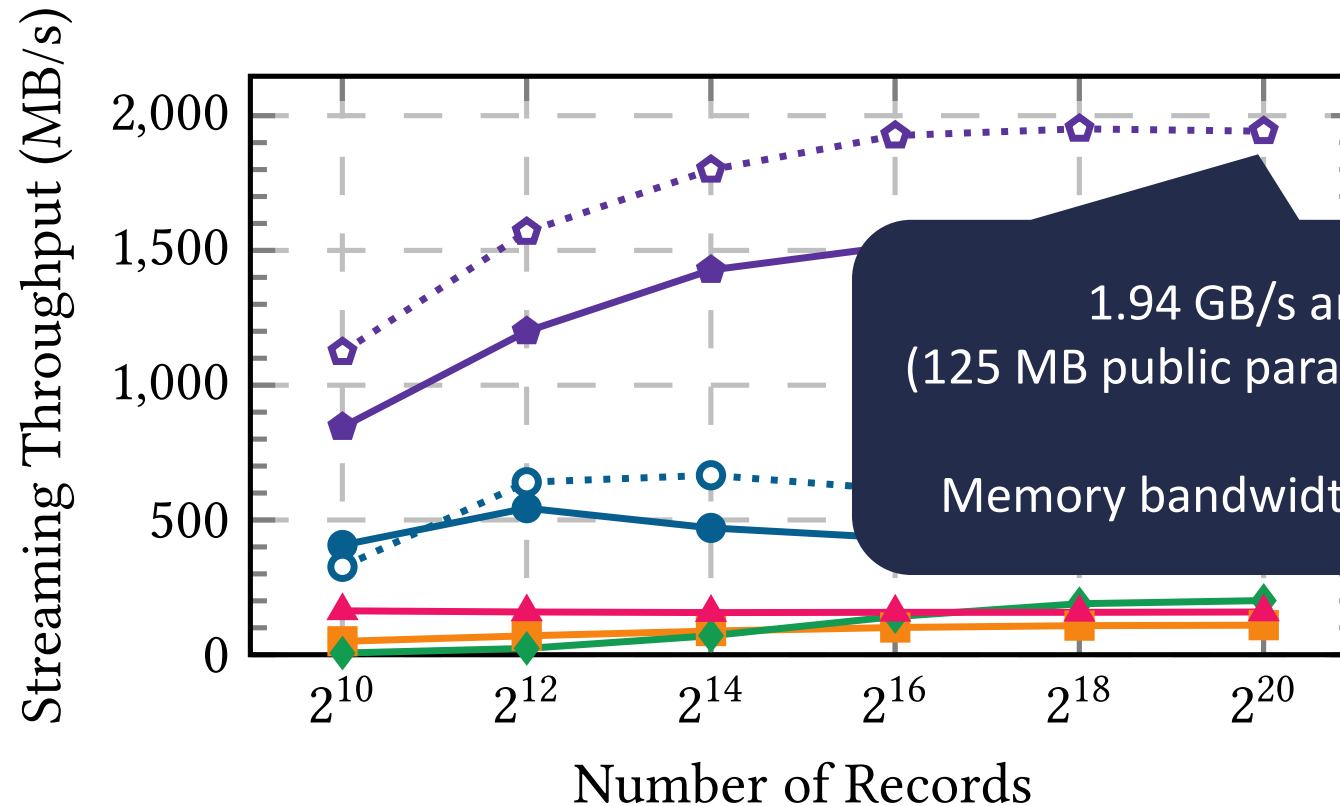 Streaming Throughput (MB/s)
2,000
1,500
1,000
500
0
1.94 GB/s
(125 MB public
Memory
2^10 2^12 2^14 2^16 2^18 2^20
Number of Records